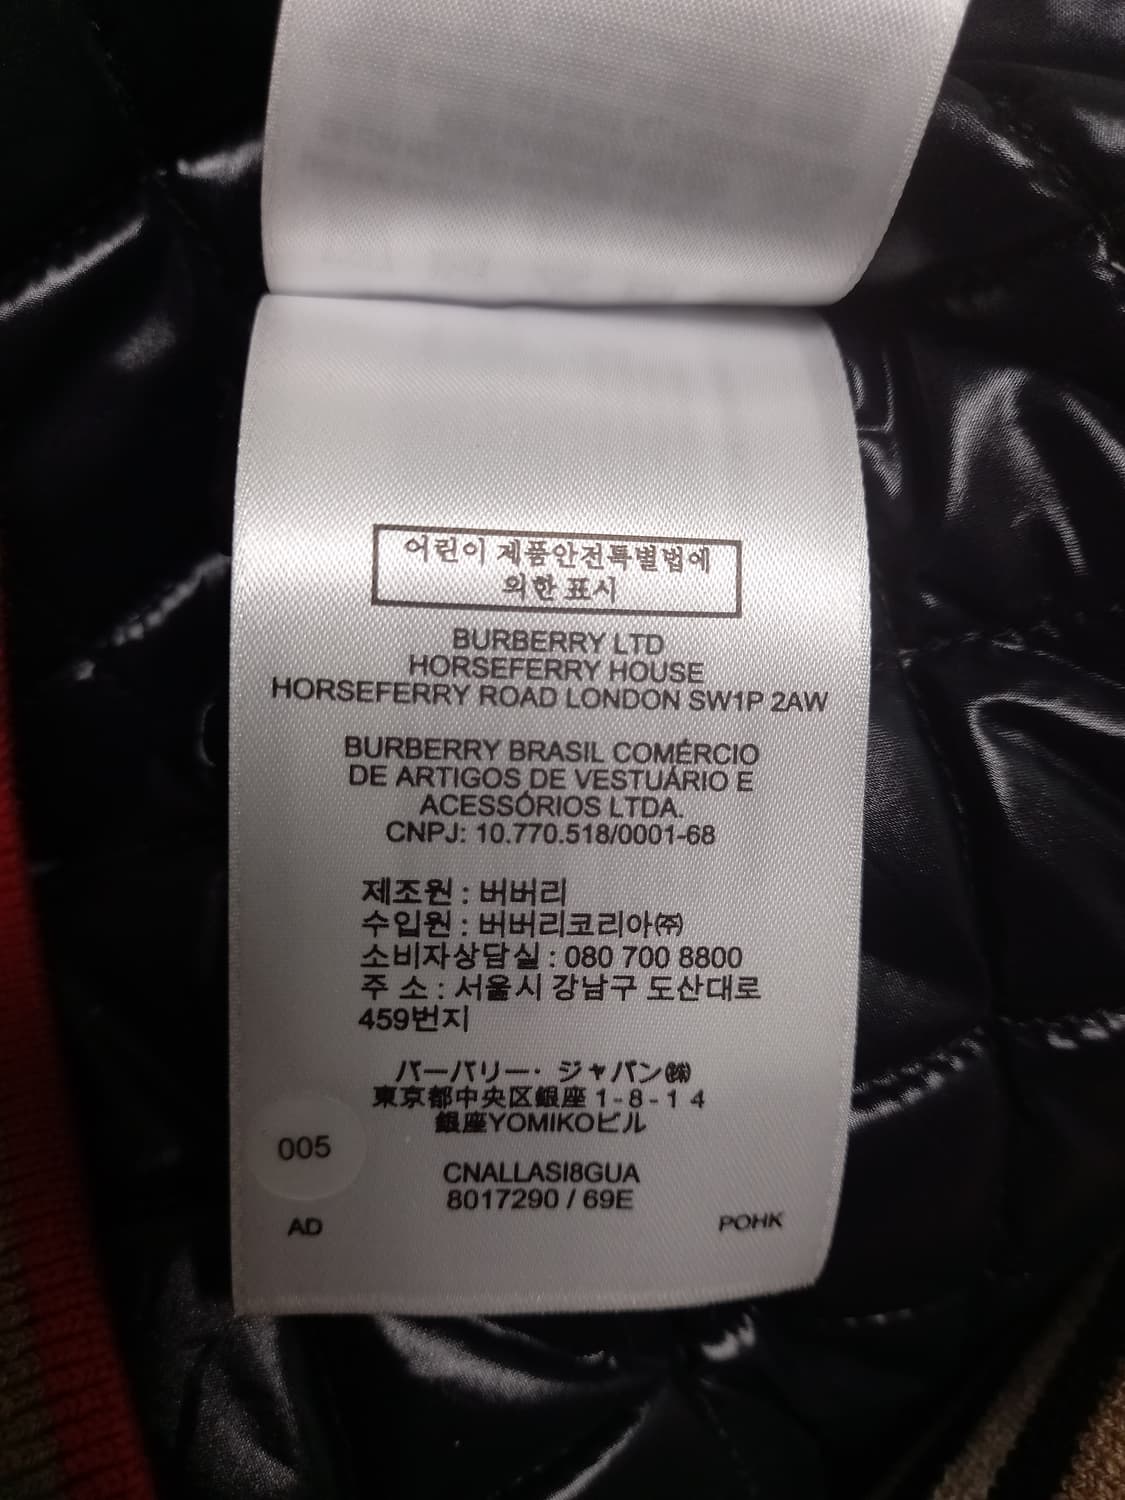 어린이 제품안전특별법에
의한 표시
BURBERRY LTD
HORSEFERRY HOUSE
HORSEFERRY ROAD LONDON SW1P 2AW
BURBERRY BRASIL COMÉRCIO
DE ARTIGOS DE VESTUÁRIO E
ACESSÓRIOS LTDA.
CNPJ: 10.770.518/0001-68
제조원 : 버버리
수입원 : 버버리코리아㈜
소비자상담실 : 080 700 8800
주 소 : 서울시 강남구 도산대로
459번지
バーバリー・ジャパン㈱
東京都中央区銀座 1-8-14
銀座YOMIKOビル
005
CNALLASI8GUA
8017290 / 69E
AD
POHK